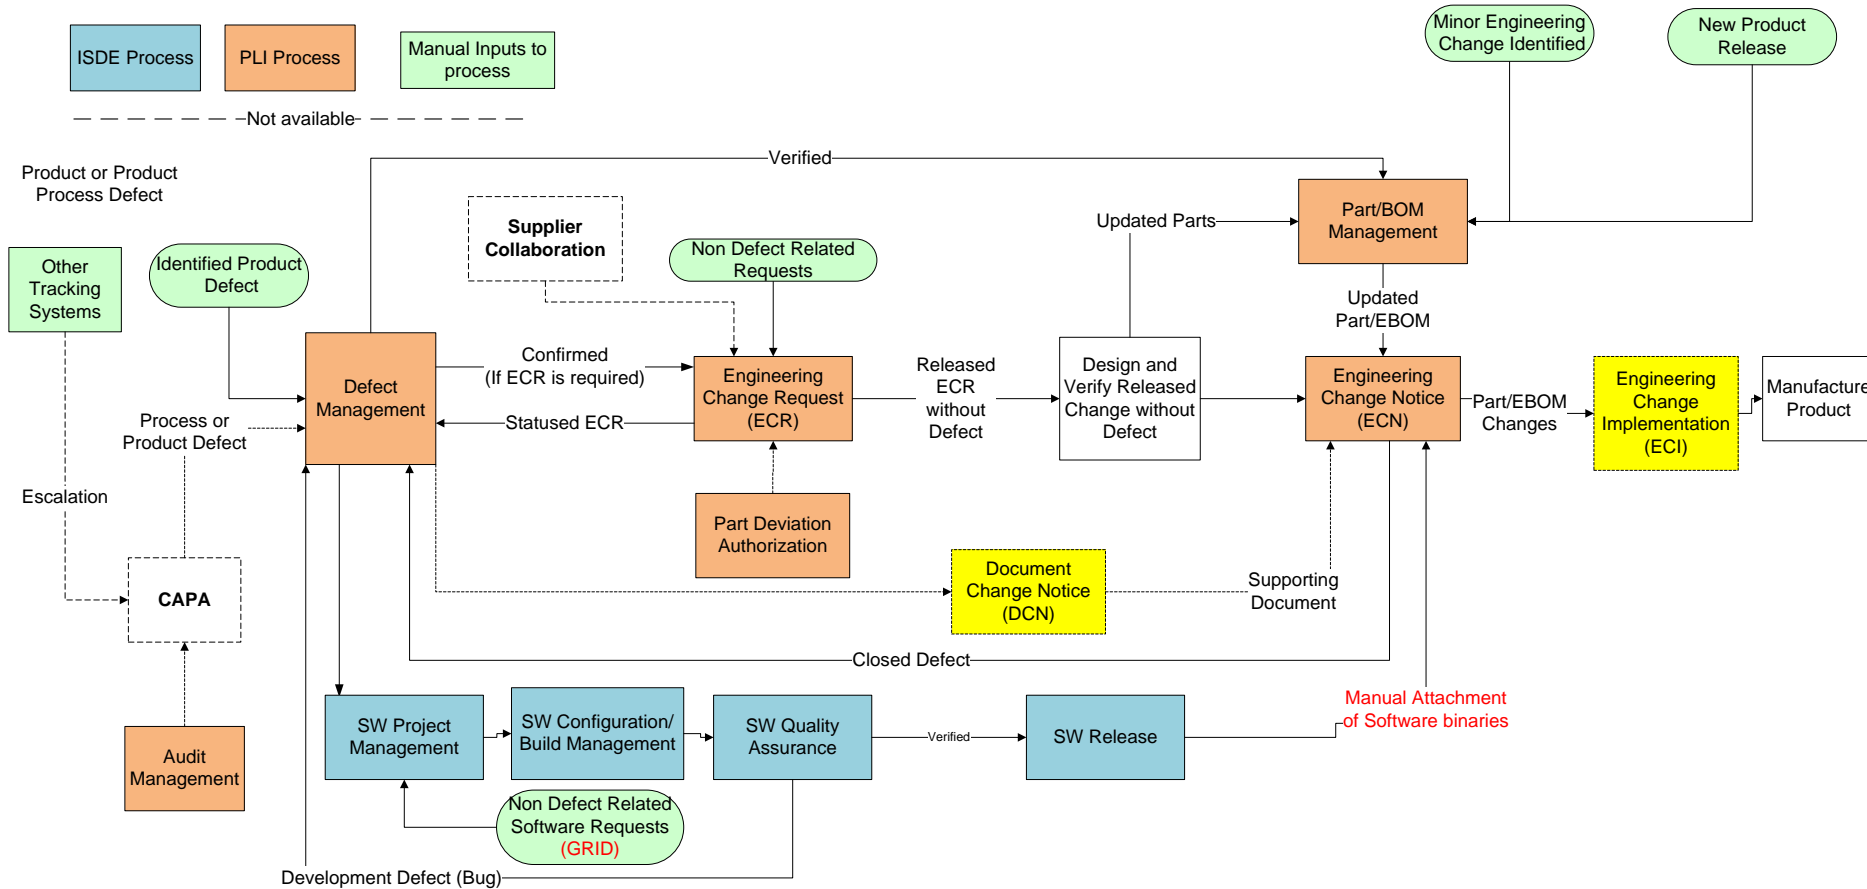 ISDE Process
PLI Process
Manual Inputs to
process
Not available
Minor Engineering
Change Identified
New Product
Release
Product or Product
Process Defect
Verified
Supplier
Collaboration
Updated Parts
Part/BOM
Management
Other
Tracking
Systems
Identified Product
Defect
Non Defect Related
Requests
Updated
Part/EBOM
Defect
Management
Confirmed
(If ECR is required)
Engineering
Change Request
(ECR)
Released
ECR
without
Defect
Design and
Verify Released
Change without
Defect
Engineering
Change Notice
(ECN)
Part/EBOM
Changes
Engineering
Change
Implementation
(ECI)
Manufacture
Product
Process or
Product Defect
Statused ECR
Escalation
Part Deviation
Authorization
CAPA
Document
Change Notice
(DCN)
Supporting
Document
Closed Defect
SW Project
Management
SW Configuration/
Build Management
SW Quality
Assurance
Verified
SW Release
Manual Attachment
of Software binaries
Audit
Management
Non Defect Related
Software Requests
(GRID)
Development Defect (Bug)